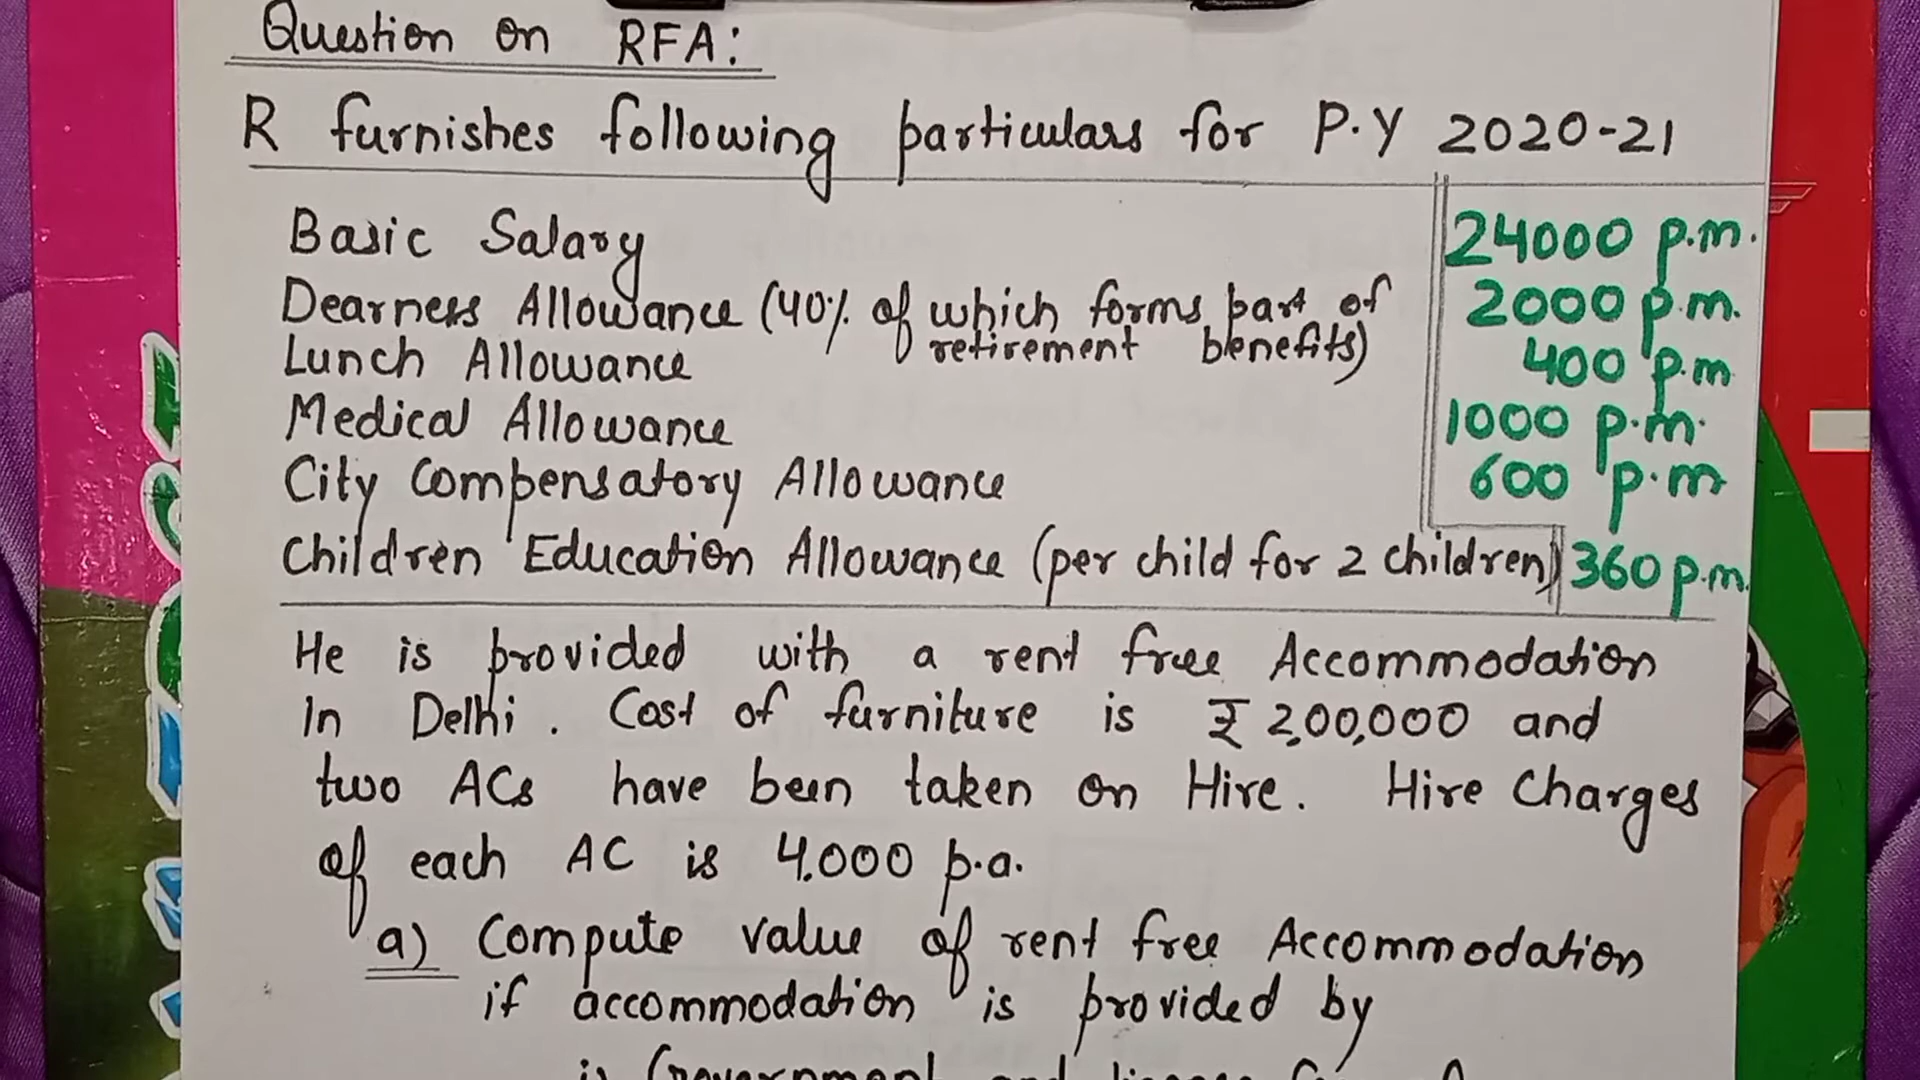 Question on RFA:
R furnishes following particulars for P.Y 2020-21
Basic Salary 24000 p.m.
Dearness Allowance (40% of which forms part of retirement benefits) 2000 p.m.
Lunch Allowance 400 p.m
Medical Allowance 1000 p.m.
City Compensatory Allowance 600 p.m
Children Education Allowance (per child for 2 children) 360 p.m.
He is provided with a rent free Accommodation
in Delhi. Cost of furniture is ₹ 2,00,000 and
two ACs have been taken on Hire. Hire Charges
of each AC is 4,000 p.a.
a) Compute value of rent free Accommodation
if accommodation is provided by
i) Government and